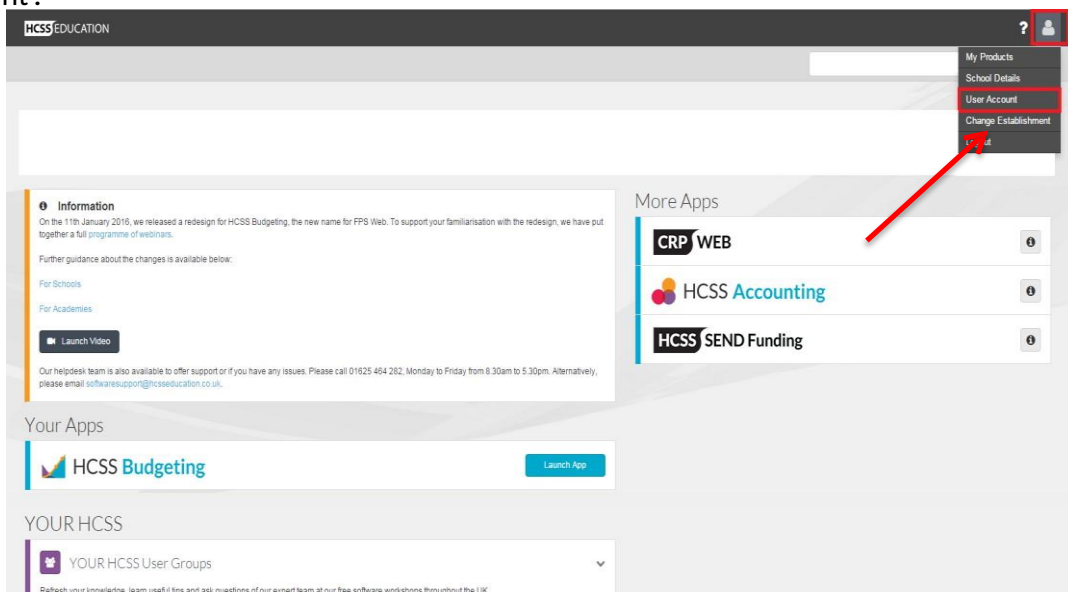 nt.
HCSS EDUCATION
?
My Products
School Details
User Account
Change Establishment
Information
On the 11th January 2016, we released a redesign for HCSS Budgeting, the new name for FPS Web. To support your familiarisation with the redesign, we have put
together a full programme of webinars.
Further guidance about the changes is available below:
For Schools
For Academies
Launch Video
Our helpdesk team is also available to offer support or if you have any issues. Please call 01625 464 282, Monday to Friday from 8.30am to 5.30pm. Alternatively,
please email softwaresupport@hcsseducation.co.uk.
More Apps
CRP WEB
HCSS Accounting
HCSS SEND Funding
Your Apps
HCSS Budgeting
Launch App
YOUR HCSS
YOUR HCSS User Groups
Refresh your knowledge, learn useful tips and ask questions of our expert team at our free software workshops throughout the UK.